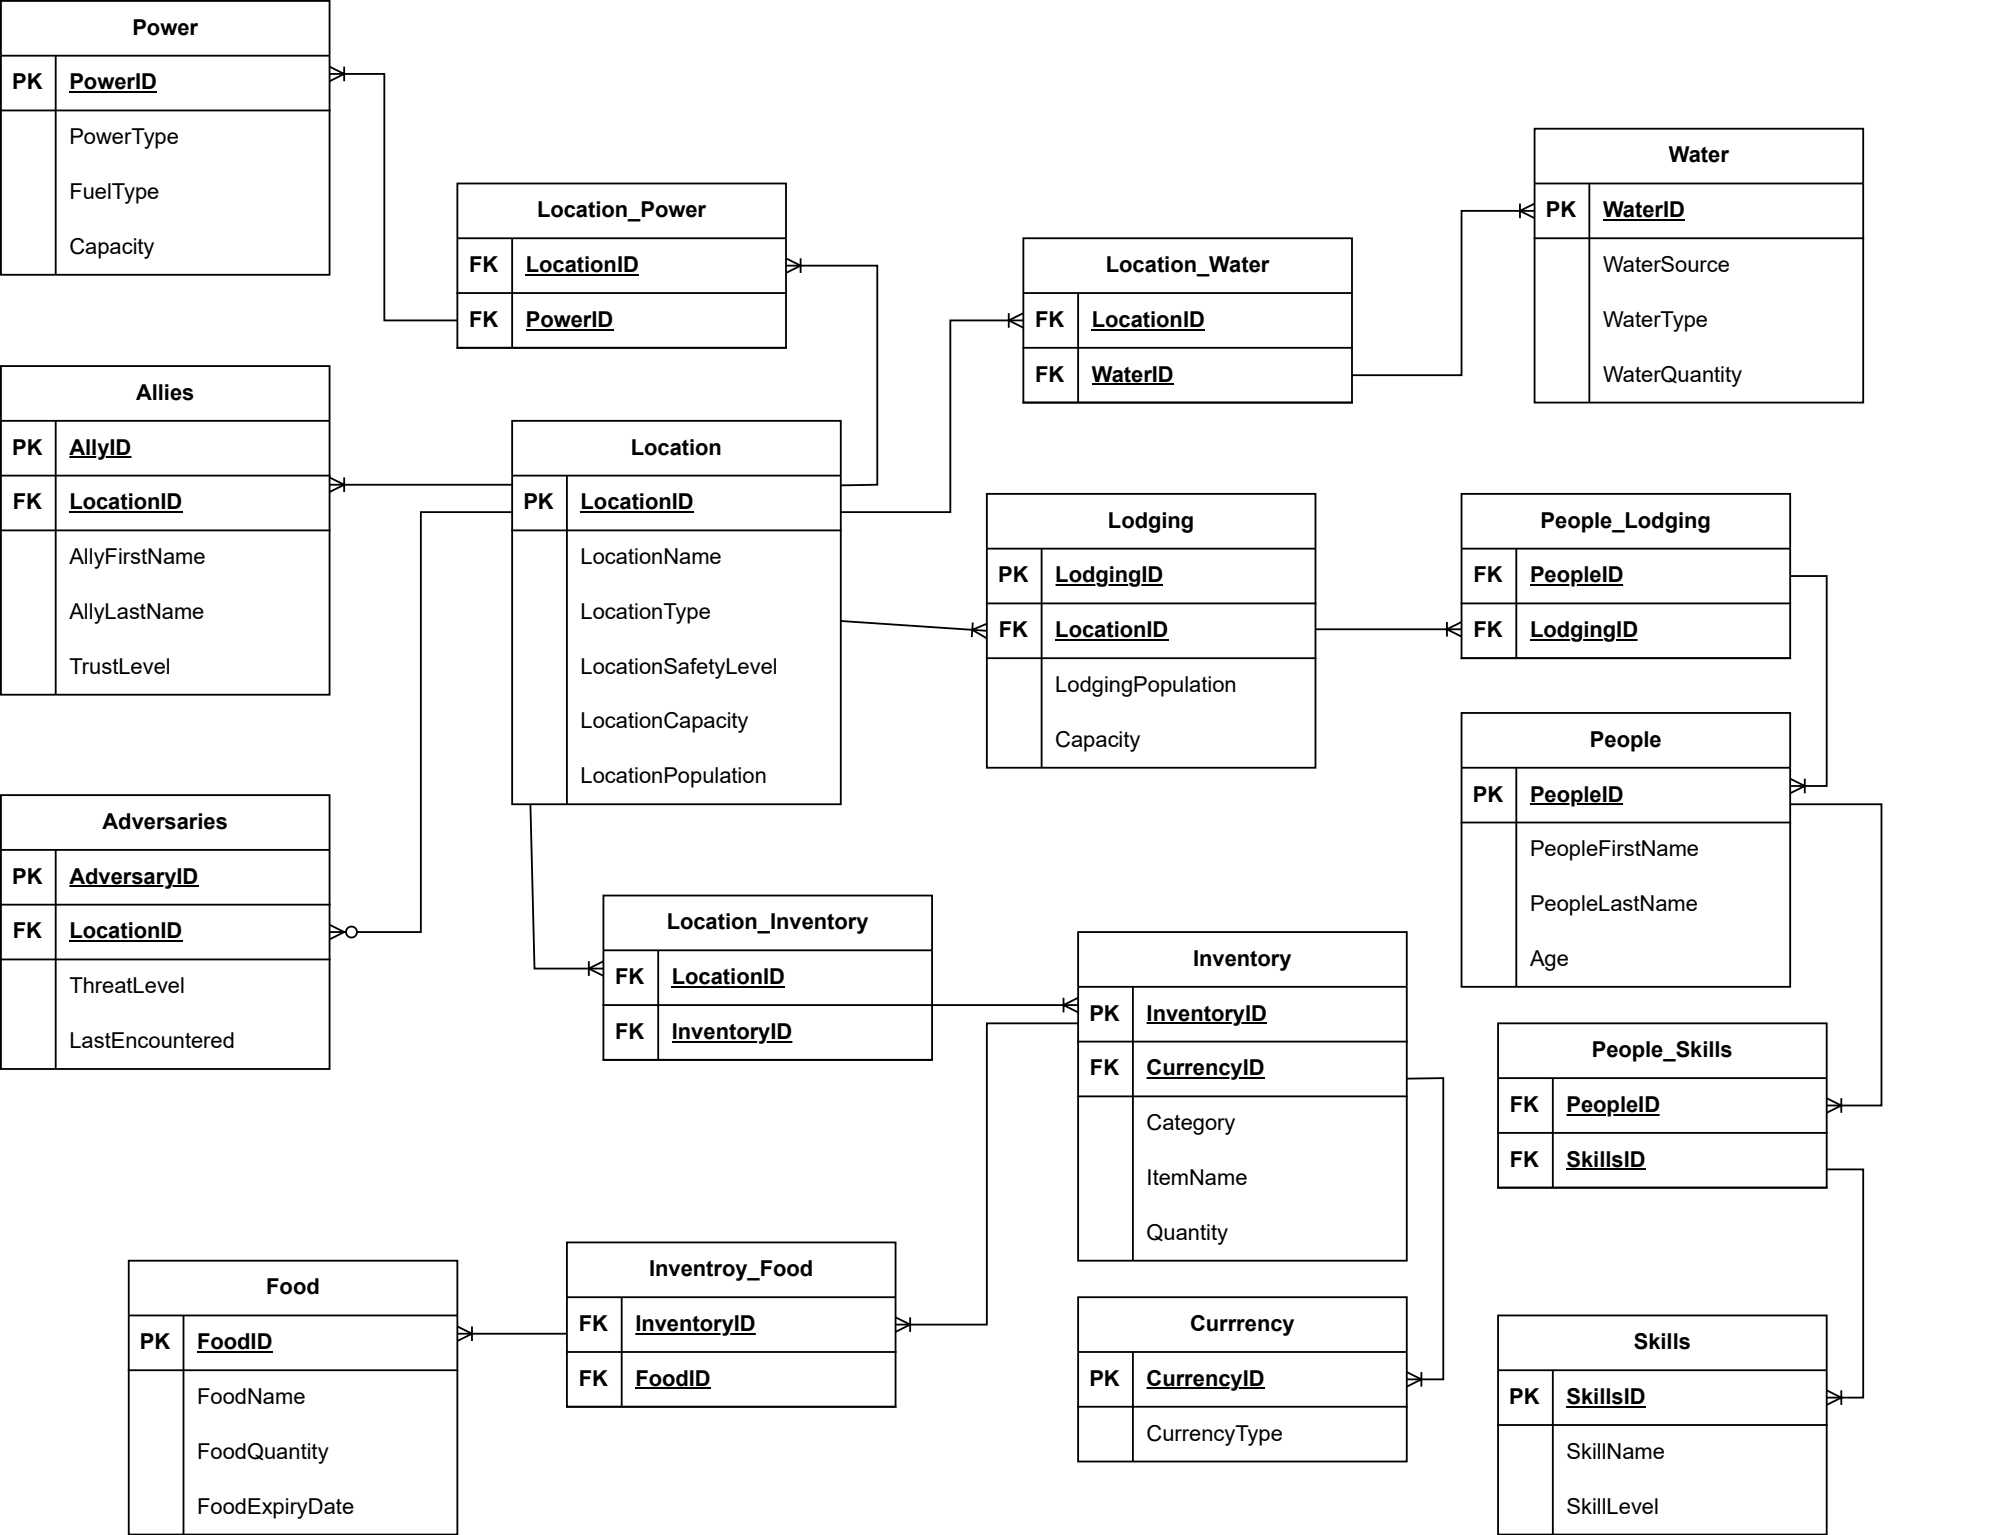 Power
PK PowerID
PowerType
FuelType
Capacity
Location_Power
FK LocationID
FK PowerID
Water
PK WaterID
WaterSource
WaterType
WaterQuantity
Location_Water
FK LocationID
FK WaterID
Allies
PK AllyID
FK LocationID
AllyFirstName
AllyLastName
TrustLevel
Location
PK LocationID
LocationName
LocationType
LocationSafetyLevel
LocationCapacity
LocationPopulation
Lodging
PK LodgingID
FK LocationID
LodgingPopulation
Capacity
People_Lodging
FK PeopleID
FK LodgingID
People
PK PeopleID
PeopleFirstName
PeopleLastName
Age
Adversaries
PK AdversaryID
FK LocationID
ThreatLevel
LastEncountered
Location_Inventory
FK LocationID
FK InventoryID
Inventory
PK InventoryID
FK CurrencyID
Category
ItemName
Quantity
People_Skills
FK PeopleID
FK SkillsID
Food
PK FoodID
FoodName
FoodQuantity
FoodExpiryDate
Inventroy_Food
FK InventoryID
FK FoodID
Currrency
PK CurrencyID
CurrencyType
Skills
PK SkillsID
SkillName
SkillLevel